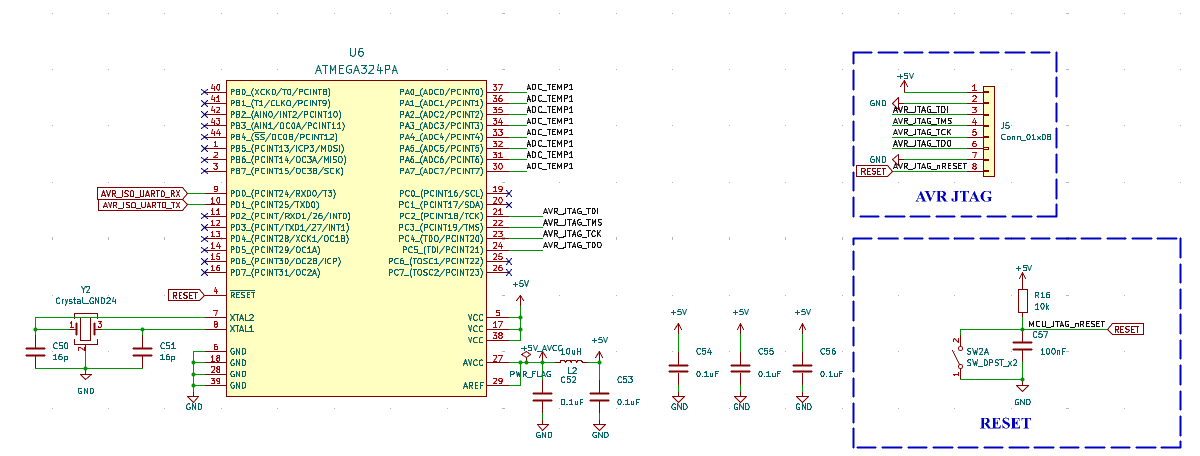 U6
ATMEGA324PA
40 PB0_(XCK0/T0/PCINT8)
41 PB1_(T1/CLKO/PCINT9)
42 PB2_(AIN0/INT2/PCINT10)
43 PB3_(AIN1/OC0A/PCINT11)
44 PB4_(SS/OC0B/PCINT12)
1 PB5_(PCINT13/ICP3/MOSI)
2 PB6_(PCINT14/OC3A/MISO)
3 PB7_(PCINT15/OC3B/SCK)
AVR_ISO_UART0_RX 9 PD0_(PCINT24/RXD0/T3)
AVR_ISO_UART0_TX 10 PD1_(PCINT25/TXD0)
11 PD2_(PCINT/RXD1/26/INT0)
12 PD3_(PCINT/TXD1/27/INT1)
13 PD4_(PCINT28/XCK1/OC1B)
14 PD5_(PCINT29/OC1A)
15 PD6_(PCINT30/OC2B/ICP)
16 PD7_(PCINT31/OC2A)
RESET 4 RESET
7 XTAL2
8 XTAL1
6 GND
18 GND
28 GND
39 GND
GND
PA0_(ADC0/PCINT0) 37 ADC_TEMP1
PA1_(ADC1/PCINT1) 36 ADC_TEMP1
PA2_(ADC2/PCINT2) 35 ADC_TEMP1
PA3_(ADC3/PCINT3) 34 ADC_TEMP1
PA4_(ADC4/PCINT4) 33 ADC_TEMP1
PA5_(ADC5/PCINT5) 32 ADC_TEMP1
PA6_(ADC6/PCINT6) 31 ADC_TEMP1
PA7_(ADC7/PCINT7) 30 ADC_TEMP1
PC0_(PCINT16/SCL) 19
PC1_(PCINT17/SDA) 20
PC2_(PCINT18/TCK) 21 AVR_JTAG_TDI
PC3_(PCINT19/TMS) 22 AVR_JTAG_TMS
PC4_(TDO/PCINT20) 23 AVR_JTAG_TCK
PC5_(TDI/PCINT21) 24 AVR_JTAG_TDO
PC6_(TOSC1/PCINT22) 25
PC7_(TOSC2/PCINT23) 26
+5V
VCC 5
VCC 17
VCC 38
AVCC 27
AREF 29
Y2
Crystal_GND24
1 3
2
C50
16p
C51
16p
GND
+5V_AVCC
PWR_FLAG
10uH
L2
+5V
C52
0.1uF
GND
C53
0.1uF
GND
+5V
C54
0.1uF
GND
+5V
C55
0.1uF
GND
+5V
C56
0.1uF
GND
+5V 1
GND 2
AVR_JTAG_TDI 3
AVR_JTAG_TMS 4
AVR_JTAG_TCK 5
AVR_JTAG_TDO 6
GND 7
RESET AVR_JTAG_nRESET 8
J5
Conn_01x08
AVR JTAG
+5V
R16
10k
MCU_JTAG_nRESET RESET
C57
100nF
2
SW2A
SW_DPST_x2
1
GND
RESET